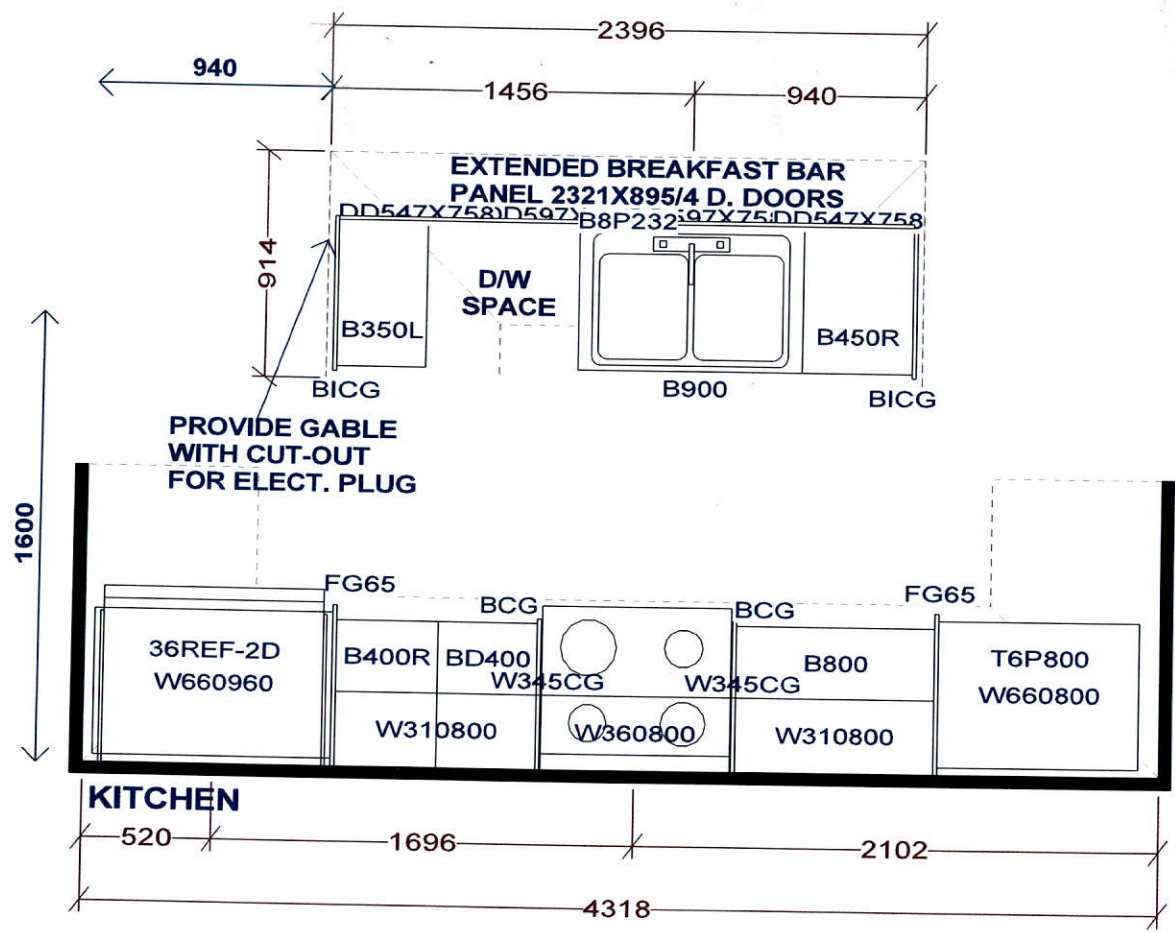 2396
940
1456
940
EXTENDED BREAKFAST BAR
PANEL 2321X895/4 D. DOORS
DD547X758
B8P232
DD547X758
914
D/W
SPACE
B350L
B450R
BICG
B900
BICG
PROVIDE GABLE
WITH CUT-OUT
FOR ELECT. PLUG
1600
FG65
BCG
BCG
FG65
36REF-2D
W660960
B400R
BD400
W345CG
W345CG
B800
T6P800
W660800
W310800
W360800
W310800
KITCHEN
520
1696
2102
4318